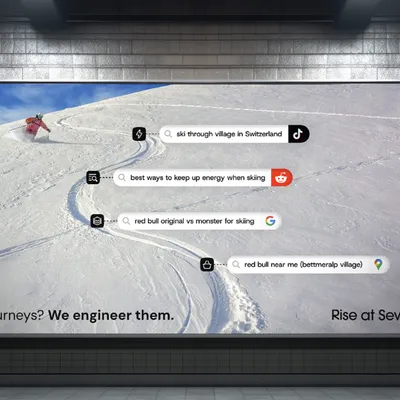 ski through village in Switzerland
best ways to keep up energy when skiing
red bull original vs monster for skiing
red bull near me (bettmeralp village)
urneys? We engineer them.
Rise at Sev